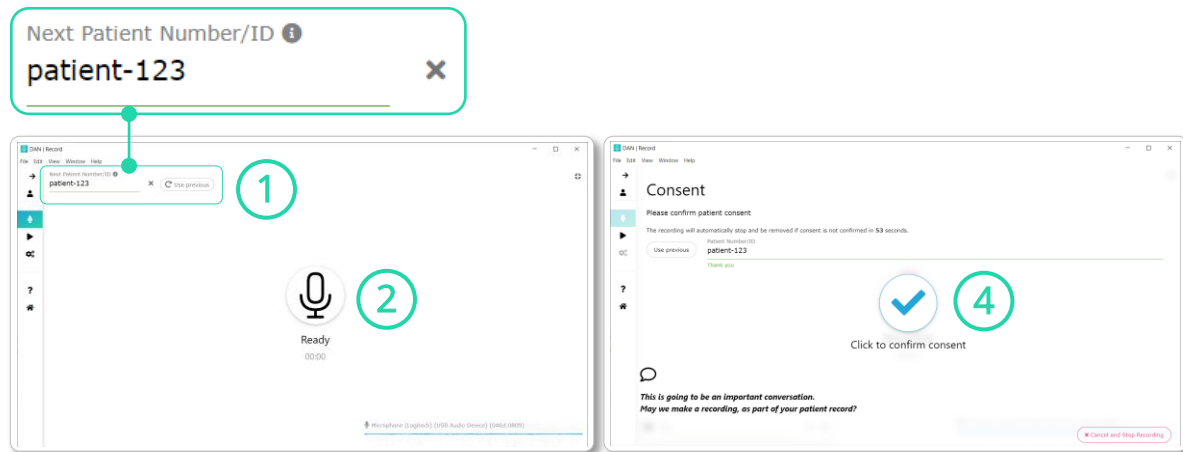 Next Patient Number/ID
patient-123
DAN | Record
File Edit View Window Help
Next Patient Number/ID
patient-123
Use previous
1
2
Ready
00:00
Microphone (Logitech) (USB Audio Device) (046d:0805)
DAN | Record
File Edit View Window Help
Consent
Please confirm patient consent
The recording will automatically stop and be removed if consent is not confirmed in 53 seconds.
Use previous
Patient Number/ID
patient-123
Thank you
4
Click to confirm consent
This is going to be an important conversation.
May we make a recording, as part of your patient record?
Cancel and Stop Recording